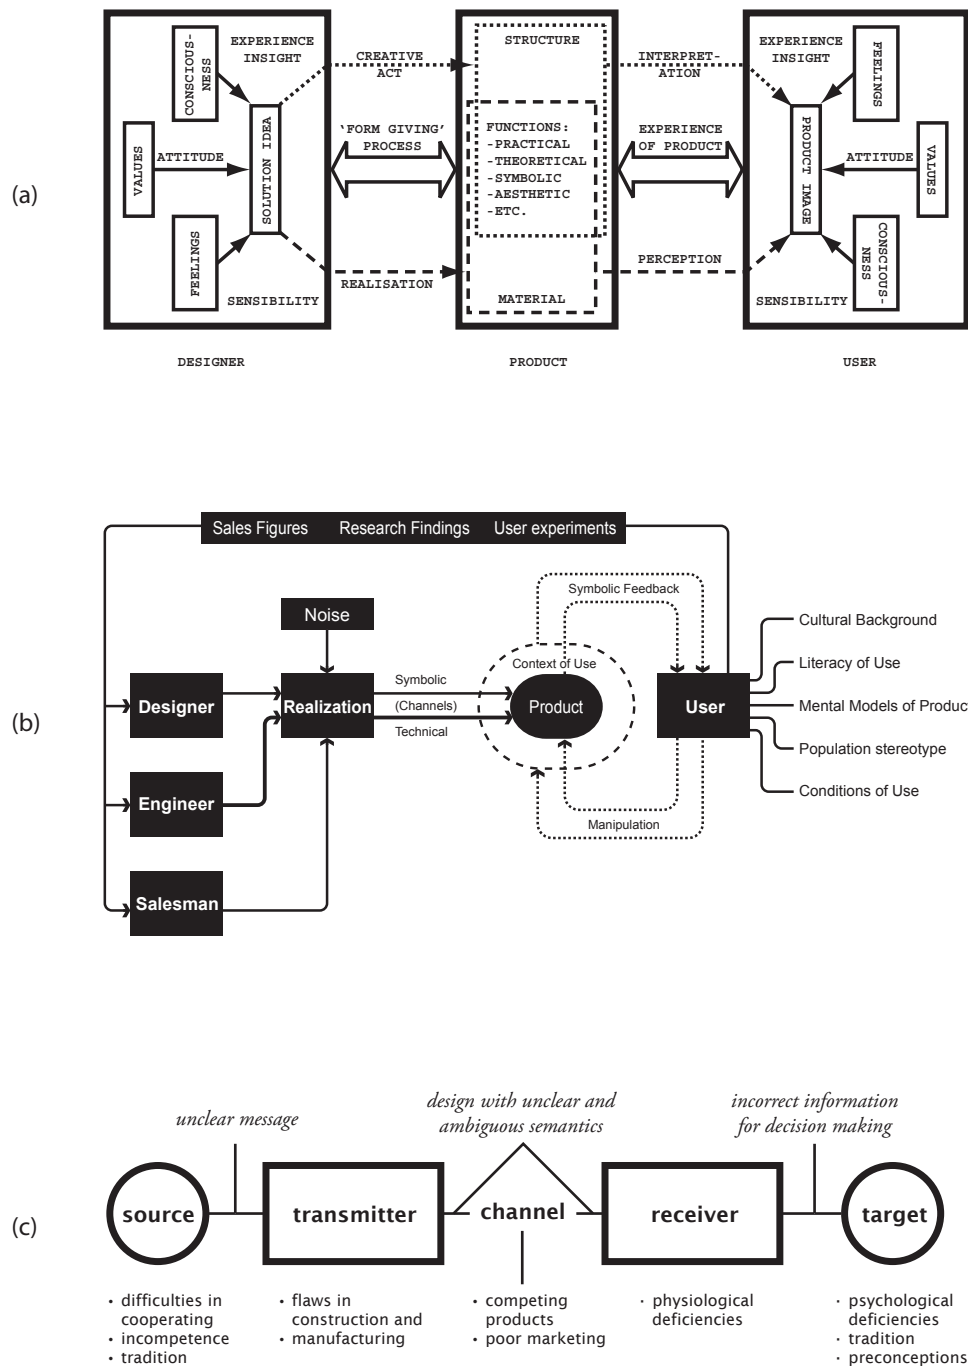 (a)
CONSCIOUS-
NESS
EXPERIENCE
INSIGHT
VALUES
ATTITUDE
SOLUTION IDEA
FEELINGS
SENSIBILITY
CREATIVE
ACT
'FORM GIVING'
PROCESS
REALISATION
STRUCTURE
FUNCTIONS:
-PRACTICAL
-THEORETICAL
-SYMBOLIC
-AESTHETIC
-ETC.
MATERIAL
INTERPRET-
ATION
EXPERIENCE
OF PRODUCT
PERCEPTION
EXPERIENCE
INSIGHT
FEELINGS
PRODUCT IMAGE
ATTITUDE
VALUES
SENSIBILITY
CONSCIOUS-
NESS
DESIGNER
PRODUCT
USER
(b)
Sales Figures
Research Findings
User experiments
Noise
Designer
Realization
Engineer
Salesman
Symbolic
(Channels)
Technical
Symbolic Feedback
Context of Use
Product
Manipulation
User
Cultural Background
Literacy of Use
Mental Models of Produc
Population stereotype
Conditions of Use
(c)
unclear message
design with unclear and
ambiguous semantics
incorrect information
for decision making
source
transmitter
channel
receiver
target
• difficulties in
cooperating
• incompetence
• tradition
• flaws in
construction and
• manufacturing
• competing
products
• poor marketing
· physiological
deficiencies
· psychological
deficiencies
· tradition
· preconceptions